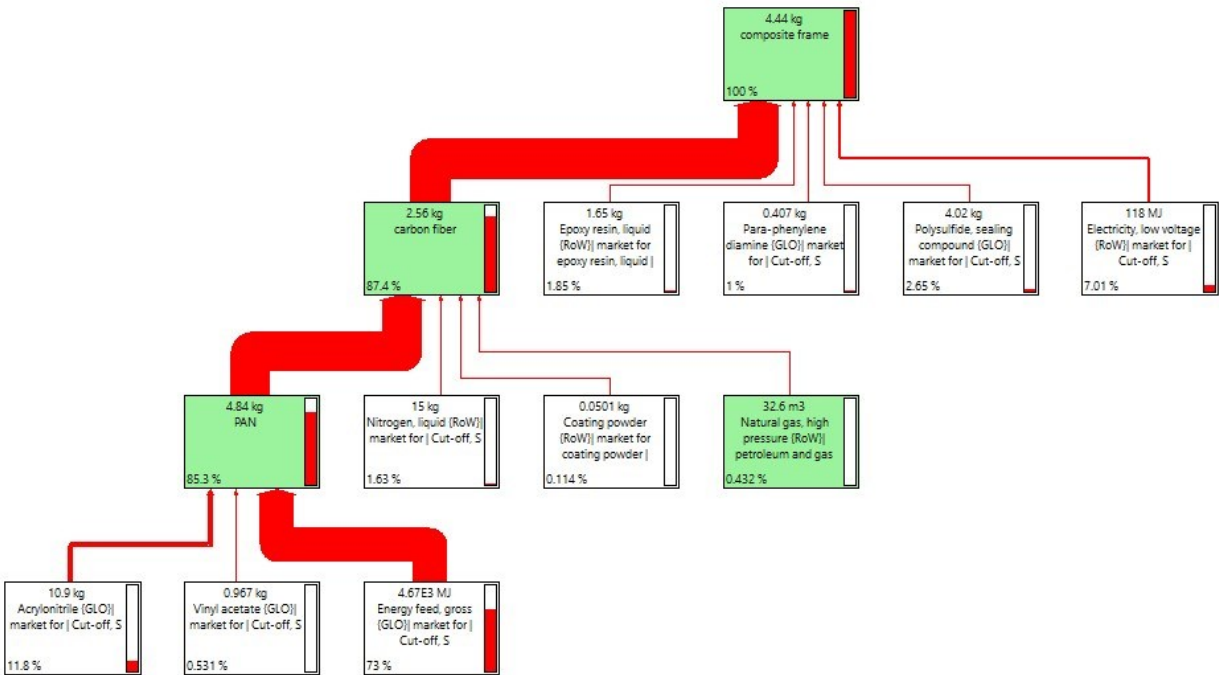 4.44 kg
composite frame
100 %
2.56 kg
carbon fiber
87.4 %
1.65 kg
Epoxy resin, liquid
{RoW}| market for
epoxy resin, liquid |
1.85 %
0.407 kg
Para-phenylene
diamine {GLO}| market
for | Cut-off, S
1 %
4.02 kg
Polysulfide, sealing
compound {GLO}|
market for | Cut-off, S
2.65 %
118 MJ
Electricity, low voltage
{RoW}| market for |
Cut-off, S
7.01 %
4.84 kg
PAN
85.3 %
15 kg
Nitrogen, liquid {RoW}|
market for | Cut-off, S
1.63 %
0.0501 kg
Coating powder
{RoW}| market for
coating powder |
0.114 %
32.6 m3
Natural gas, high
pressure {RoW}|
petroleum and gas
0.432 %
10.9 kg
Acrylonitrile {GLO}|
market for | Cut-off, S
11.8 %
0.967 kg
Vinyl acetate {GLO}|
market for | Cut-off, S
0.531 %
4.67E3 MJ
Energy feed, gross
{GLO}| market for |
Cut-off, S
73 %